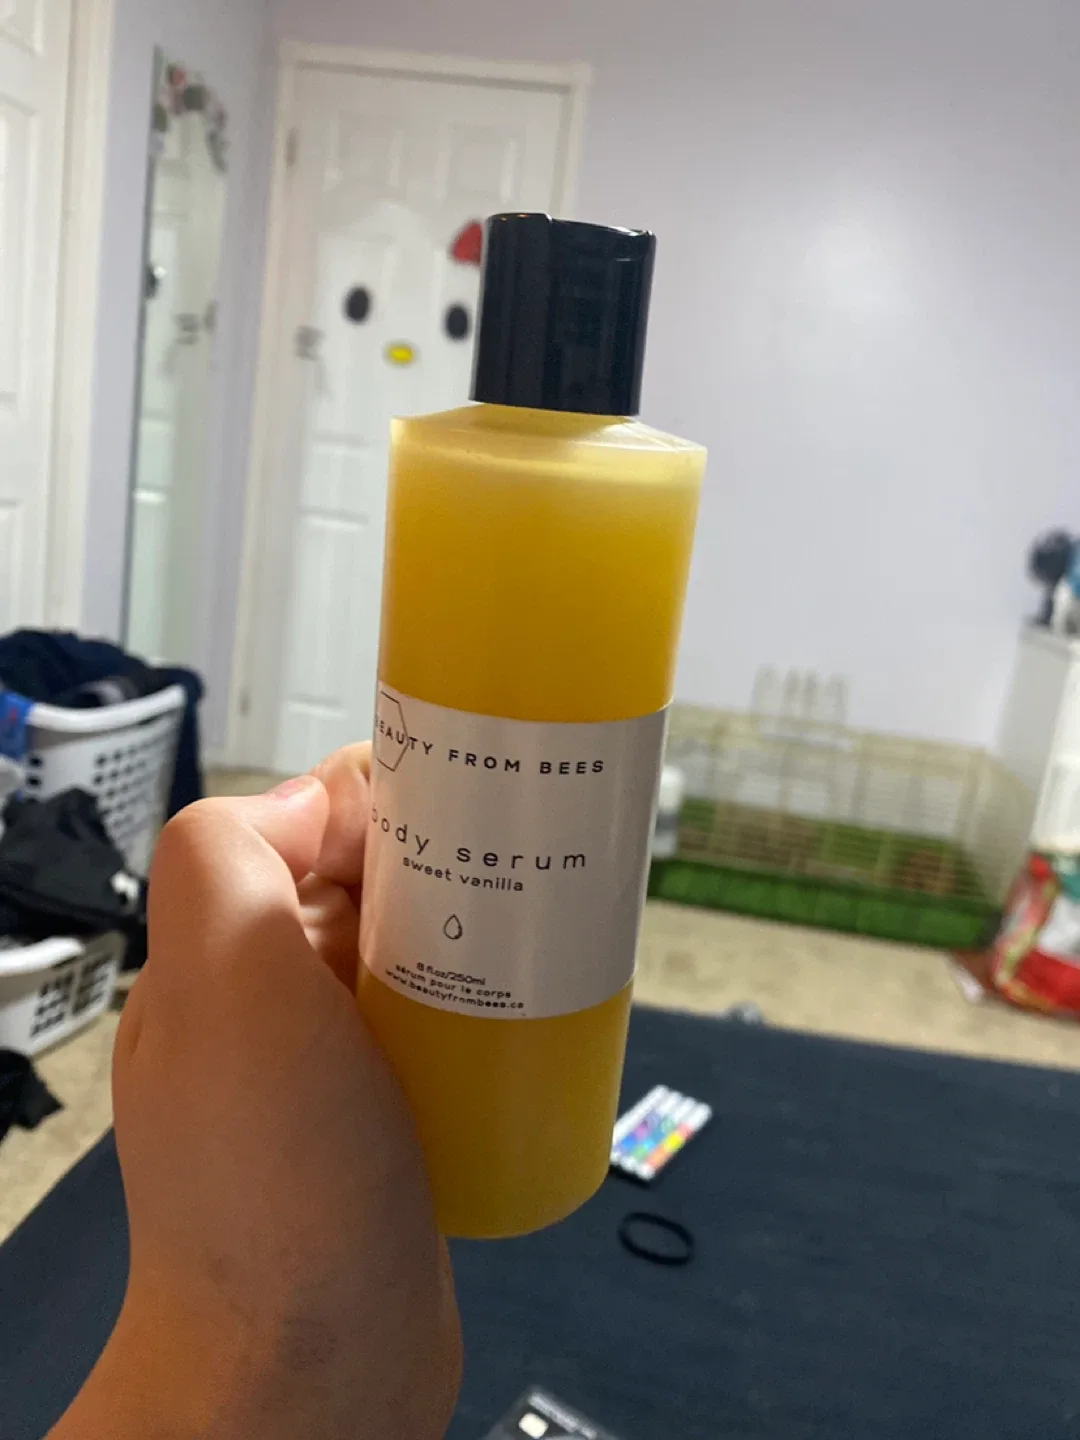 BEAUTY FROM BEES
body serum
sweet vanilla
8 fl.oz/250ml
sérum pour le corps
www.beautyfrombees.ca